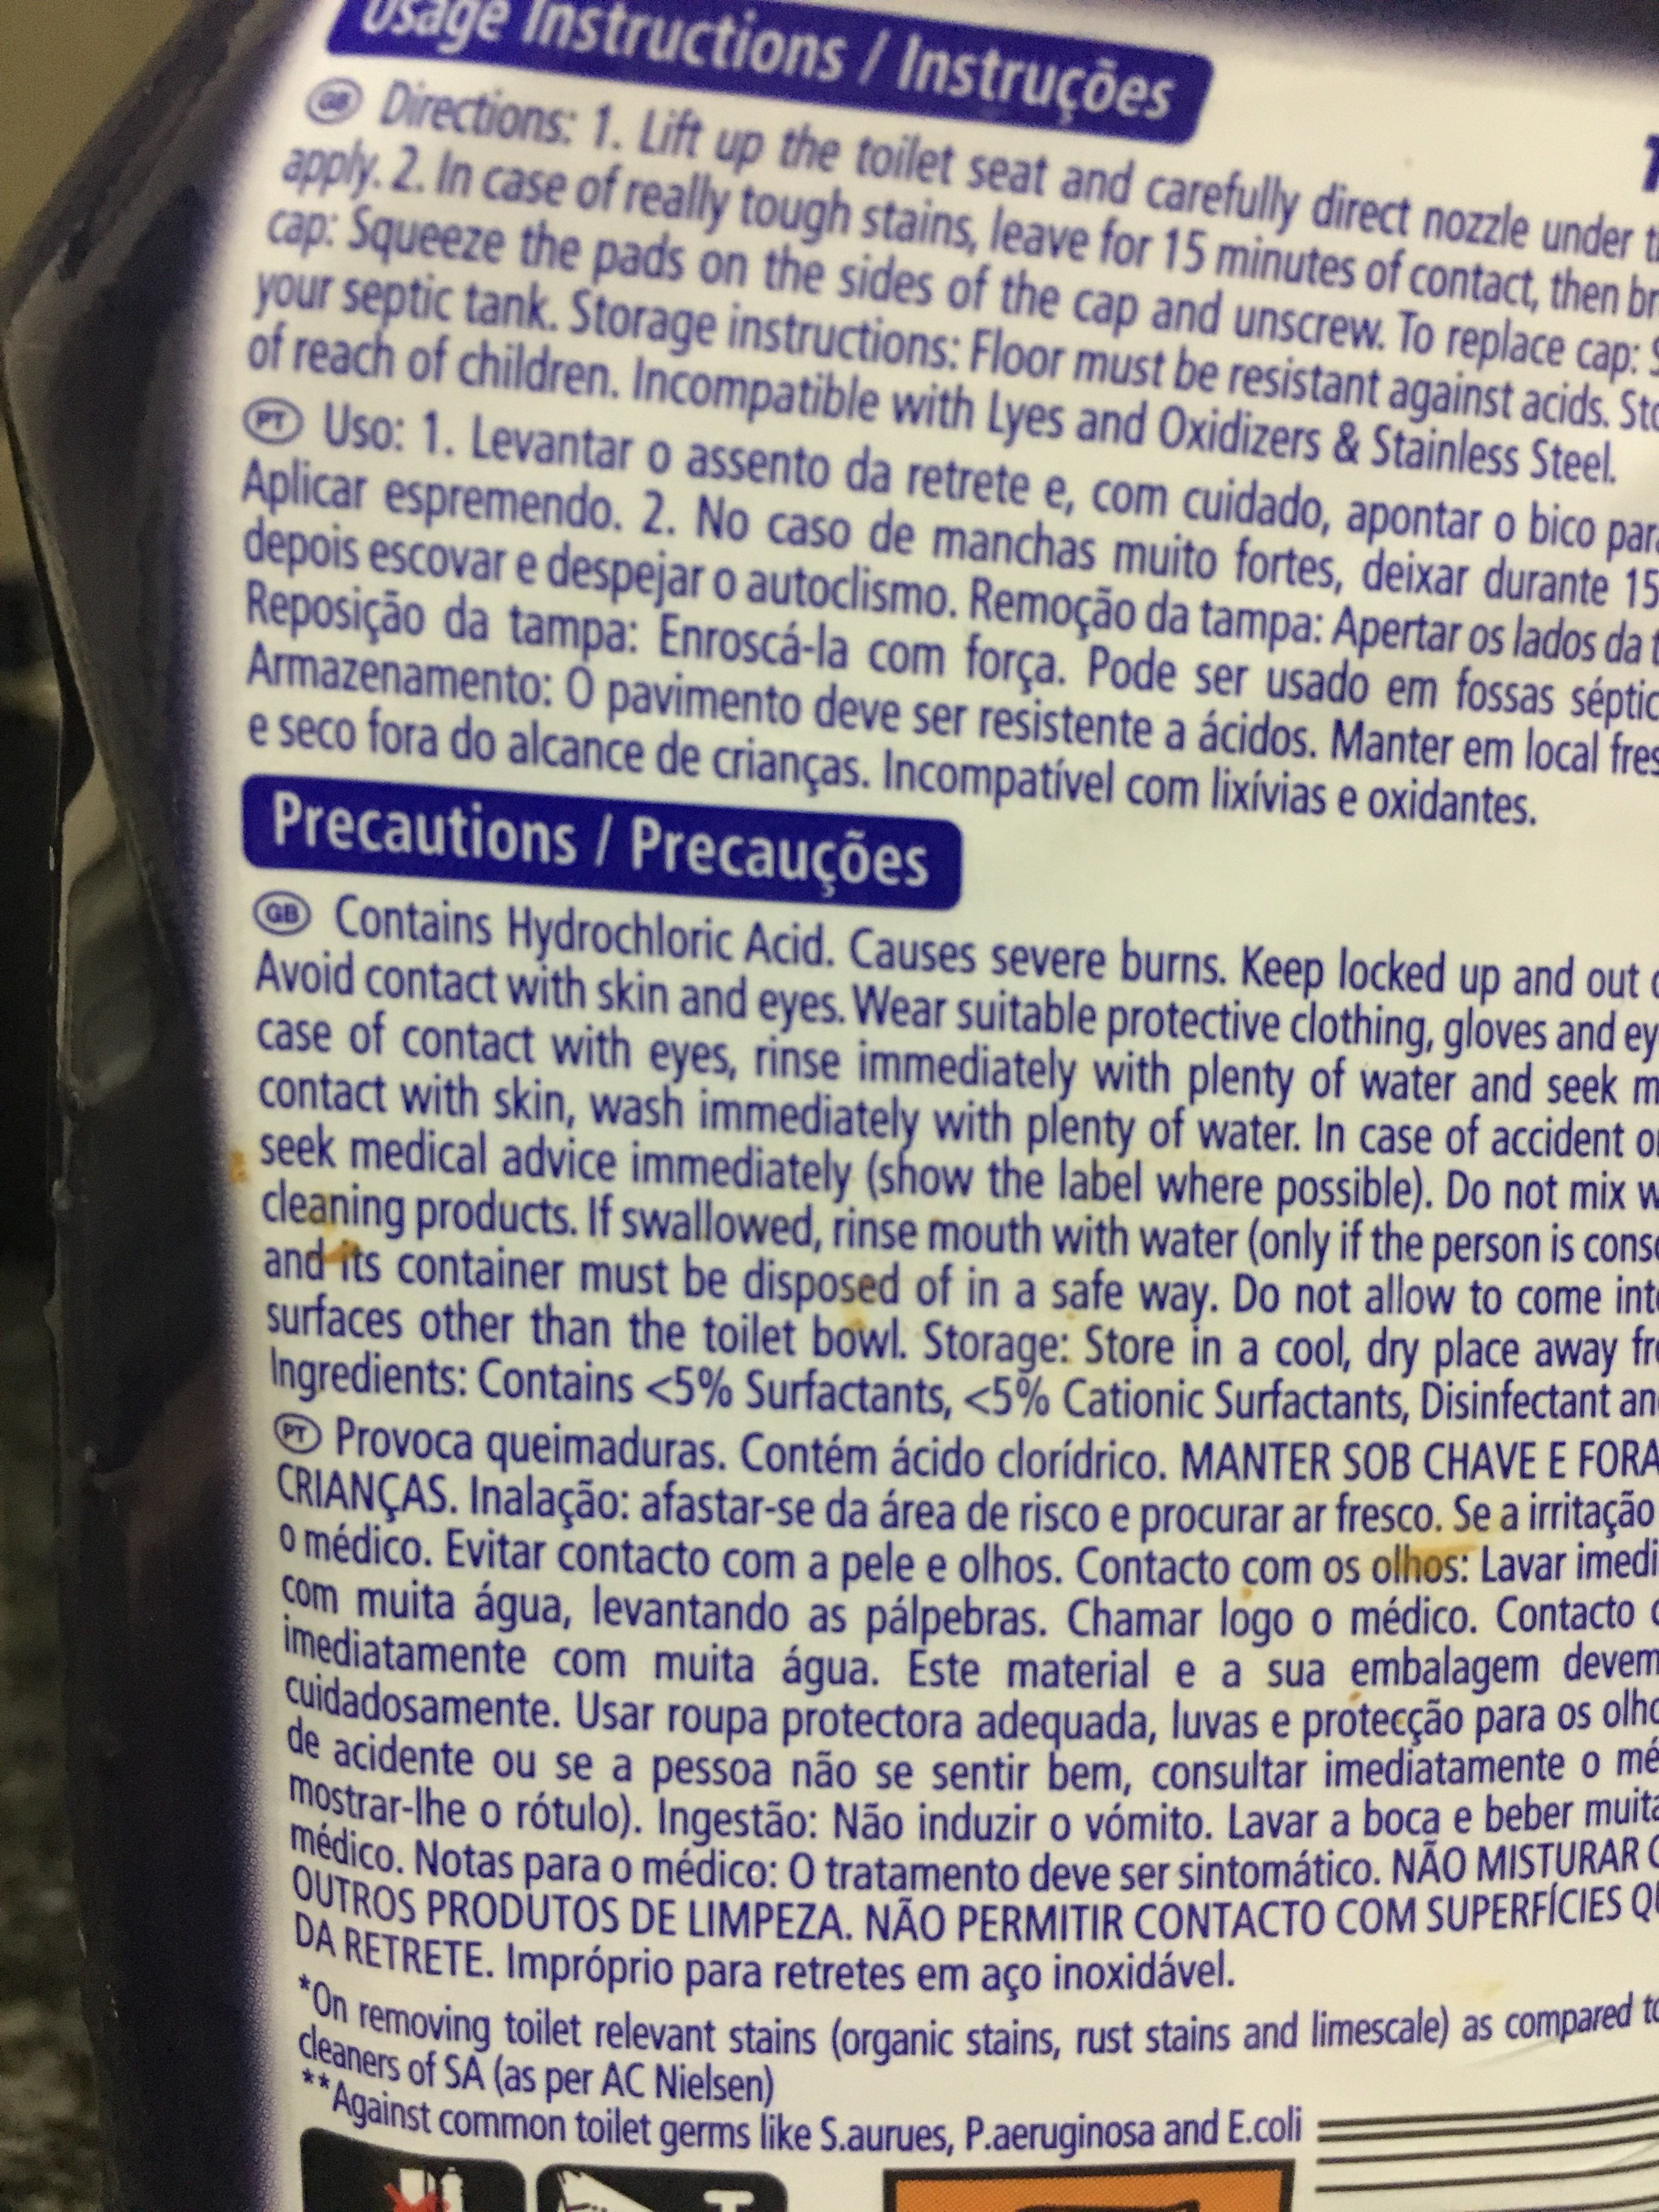 Usage Instructions / Instruções
GB Directions: 1. Lift up the toilet seat and carefully direct nozzle under
apply. 2. In case of really tough stains, leave for 15 minutes of contact, then
cap: Squeeze the pads on the sides of the cap and unscrew. To replace cap:
your septic tank. Storage instructions: Floor must be resistant against acids.
of reach of children. Incompatible with Lyes and Oxidizers & Stainless Steel.
PT Uso: 1. Levantar o assento da retrete e, com cuidado, apontar o bico
Aplicar espremendo. 2. No caso de manchas muito fortes, deixar durante 15
depois escovar e despejar o autoclismo. Remoção da tampa: Apertar os lados da
Reposição da tampa: Enroscá-la com força. Pode ser usado em fossas
Armazenamento: O pavimento deve ser resistente a ácidos. Manter em local
e seco fora do alcance de crianças. Incompatível com lixívias e oxidantes.
Precautions / Precauções
GB Contains Hydrochloric Acid. Causes severe burns. Keep locked up and out
Avoid contact with skin and eyes. Wear suitable protective clothing, gloves and
case of contact with eyes, rinse immediately with plenty of water and seek
contact with skin, wash immediately with plenty of water. In case of accident
seek medical advice immediately (show the label where possible). Do not mix
cleaning products. If swallowed, rinse mouth with water (only if the person is
and its container must be disposed of in a safe way. Do not allow to come
surfaces other than the toilet bowl. Storage: Store in a cool, dry place away
Ingredients: Contains <5% Surfactants, <5% Cationic Surfactants, Disinfectant
PT Provoca queimaduras. Contém ácido clorídrico. MANTER SOB CHAVE E FORA
CRIANÇAS. Inalação: afastar-se da área de risco e procurar ar fresco. Se a irritação
o médico. Evitar contacto com a pele e olhos. Contacto com os olhos: Lavar
com muita água, levantando as pálpebras. Chamar logo o médico. Contacto
imediatamente com muita água. Este material e a sua embalagem devem
cuidadosamente. Usar roupa protectora adequada, luvas e protecção para os
de acidente ou se a pessoa não se sentir bem, consultar imediatamente o
mostrar-lhe o rótulo). Ingestão: Não induzir o vómito. Lavar a boca e beber
médico. Notas para o médico: O tratamento deve ser sintomático. NÃO MISTURAR
OUTROS PRODUTOS DE LIMPEZA. NÃO PERMITIR CONTACTO COM SUPERFÍCIES
DA RETRETE. Impróprio para retretes em aço inoxidável.
*On removing toilet relevant stains (organic stains, rust stains and limescale) as compared
cleaners of SA (as per AC Nielsen)
**Against common toilet germs like S.aurues, P.aeruginosa and E.coli